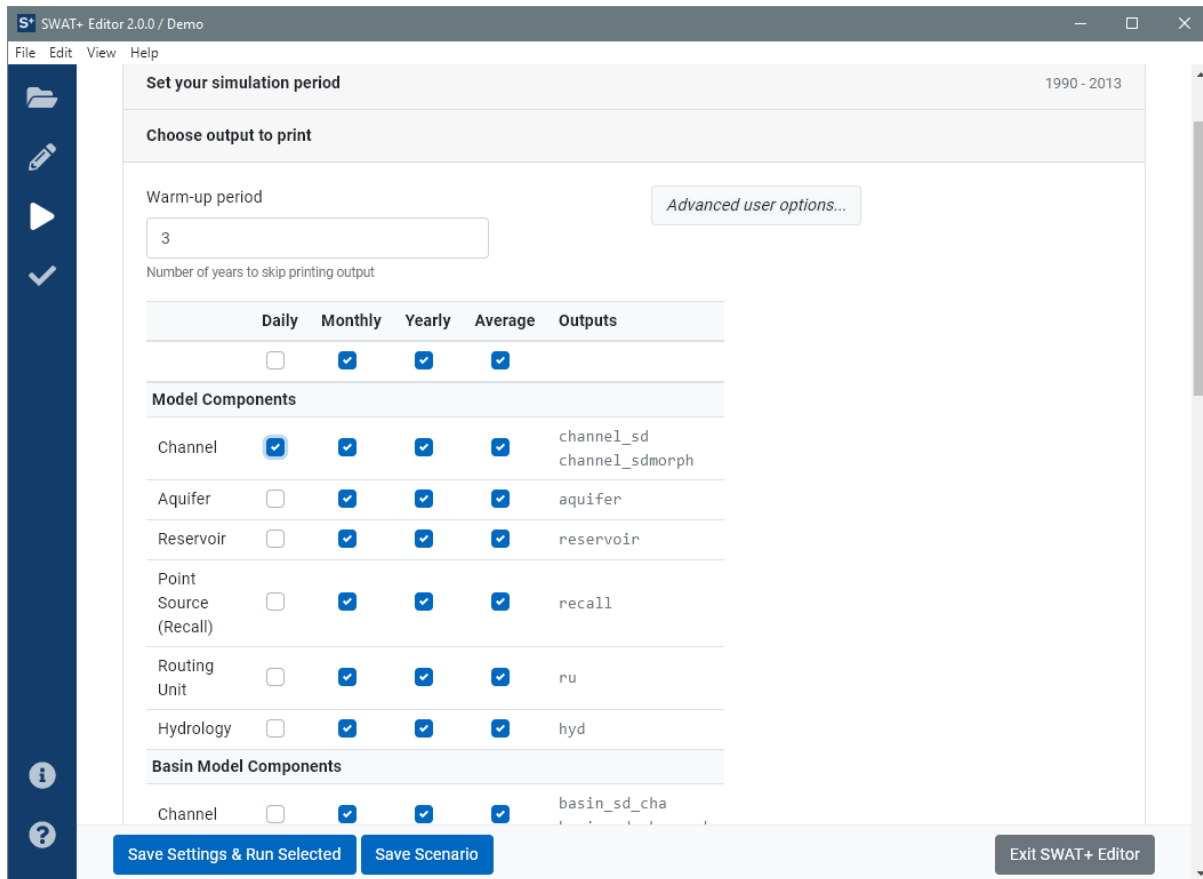 S+ SWAT+ Editor 2.0.0 / Demo
File Edit View Help
Set your simulation period 1990 - 2013
Choose output to print
Warm-up period
Advanced user options...
3
Number of years to skip printing output
Daily Monthly Yearly Average Outputs
Model Components
Channel channel_sd
channel_sdmorph
Aquifer aquifer
Reservoir reservoir
Point
Source
(Recall) recall
Routing
Unit ru
Hydrology hyd
Basin Model Components
Channel basin_sd_cha
Save Settings & Run Selected Save Scenario Exit SWAT+ Editor